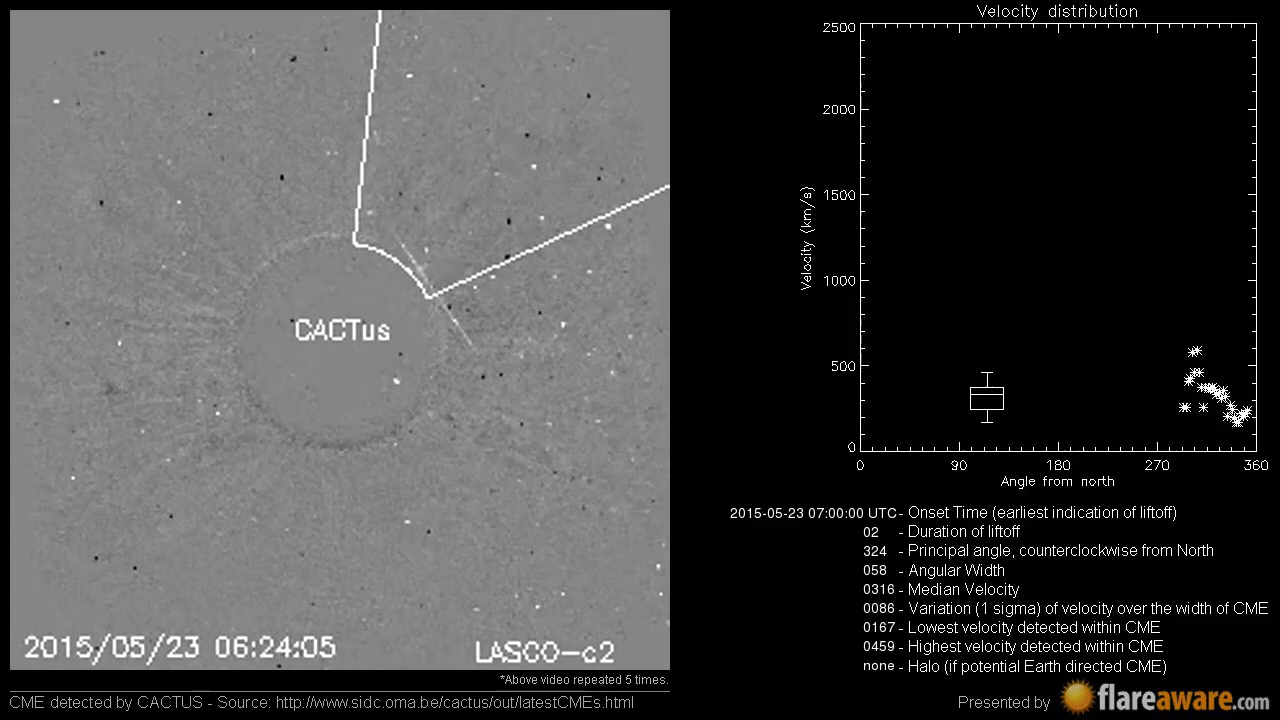 Velocity distribution
2500
2000
1500
1000
500
0
Velocity (km/s)
0 90 180 270 360
Angle from north
CACTus
2015/05/23 06:24:05 LASCO-c2
*Above video repeated 5 times.
2015-05-23 07:00:00 UTC - Onset Time (earliest indication of liftoff)
02 - Duration of liftoff
324 - Principal angle, counterclockwise from North
058 - Angular Width
0316 - Median Velocity
0086 - Variation (1 sigma) of velocity over the width of CME
0167 - Lowest velocity detected within CME
0459 - Highest velocity detected within CME
none - Halo (if potential Earth directed CME)
CME detected by CACTUS - Source: http://www.sidc.oma.be/cactus/out/latestCMEs.html
Presented by flareaware.com